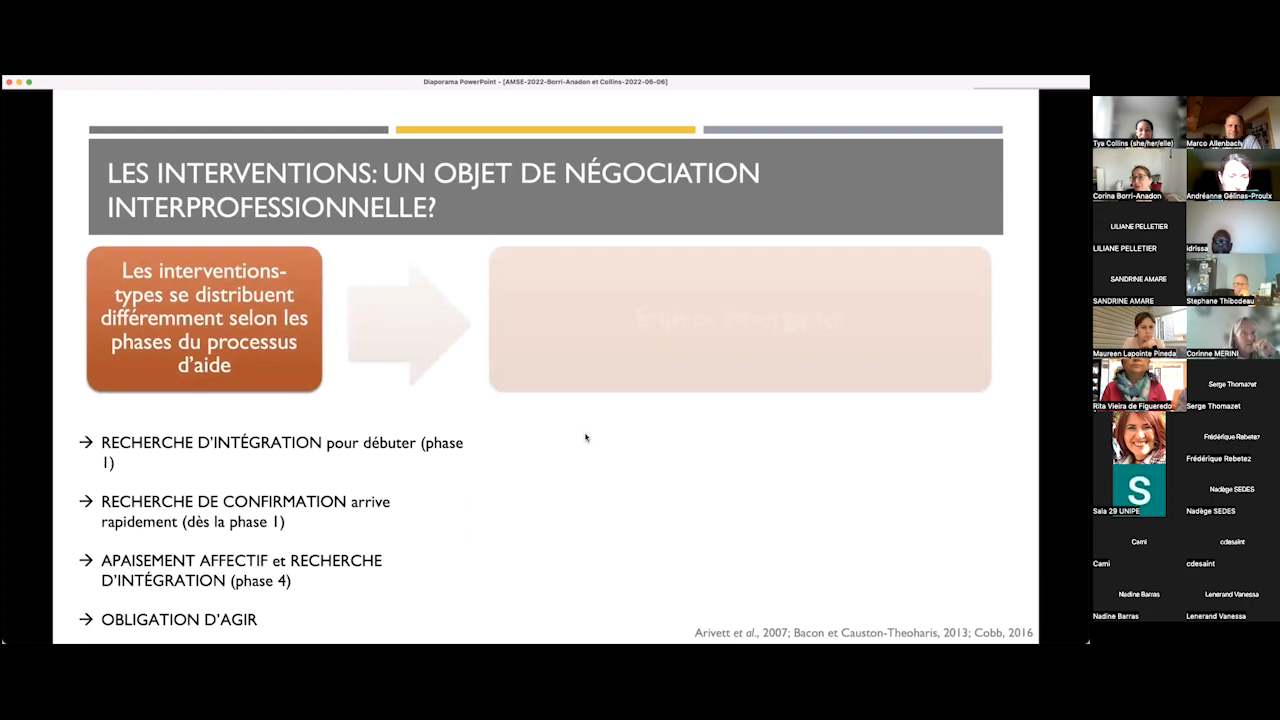 Diaporama PowerPoint - [AMSE-2022-Borri-Anadon et Collins-2022-06-06]
LES INTERVENTIONS: UN OBJET DE NÉGOCIATION
INTERPROFESSIONNELLE?
Les interventions-
types se distribuent
différemment selon les
phases du processus
d'aide
→ RECHERCHE D'INTÉGRATION pour débuter (phase
1)
→ RECHERCHE DE CONFIRMATION arrive
rapidement (dès la phase 1)
→ APAISEMENT AFFECTIF et RECHERCHE
D'INTÉGRATION (phase 4)
→ OBLIGATION D'AGIR
Arivett et al., 2007; Bacon et Causton-Theoharis, 2013; Cobb, 2016
Tya Collins (she/her/elle)
Marco Allenbach
Corina Borri-Anadon
Andréanne Gélinas-Proulx
LILIANE PELLETIER
LILIANE PELLETIER
idrissa
SANDRINE AMARE
SANDRINE AMARE
Stephane Thibodeau
Maureen Lapointe Pineda
Corinne MERINI
Rita Vieira de Figueredo
Serge Thomazet
Serge Thomazet
Frédérique Rebetez
Frédérique Rebetez
S
Sala 29 UNIPE
Nadège SEDES
Nadège SEDES
Cami
Cami
cdesaint
cdesaint
Nadine Barras
Nadine Barras
Lenerand Vanessa
Lenerand Vanessa